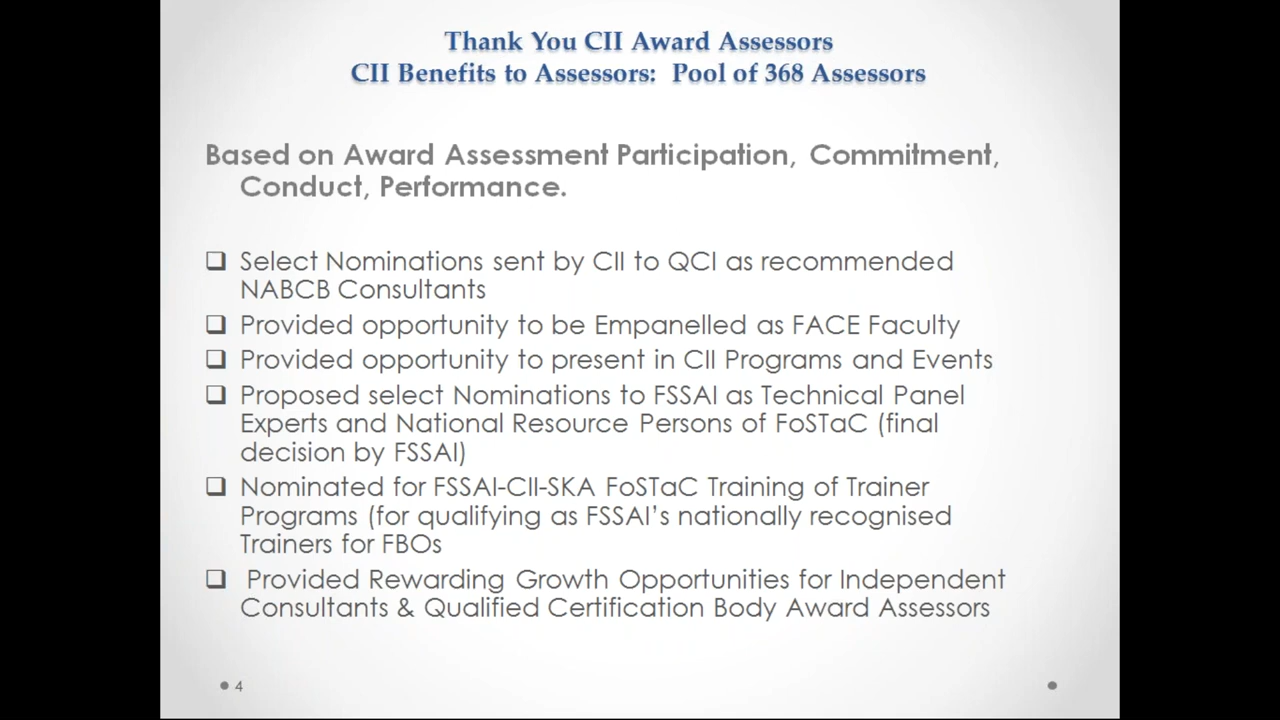 Thank You CII Award Assessors
CII Benefits to Assessors: Pool of 368 Assessors
Based on Award Assessment Participation, Commitment,
Conduct, Performance.
❑ Select Nominations sent by CII to QCI as recommended
NABCB Consultants
❑ Provided opportunity to be Empanelled as FACE Faculty
❑ Provided opportunity to present in CII Programs and Events
❑ Proposed select Nominations to FSSAI as Technical Panel
Experts and National Resource Persons of FoSTaC (final
decision by FSSAI)
❑ Nominated for FSSAI-CII-SKA FoSTaC Training of Trainer
Programs (for qualifying as FSSAI’s nationally recognised
Trainers for FBOs
❑ Provided Rewarding Growth Opportunities for Independent
Consultants & Qualified Certification Body Award Assessors
4